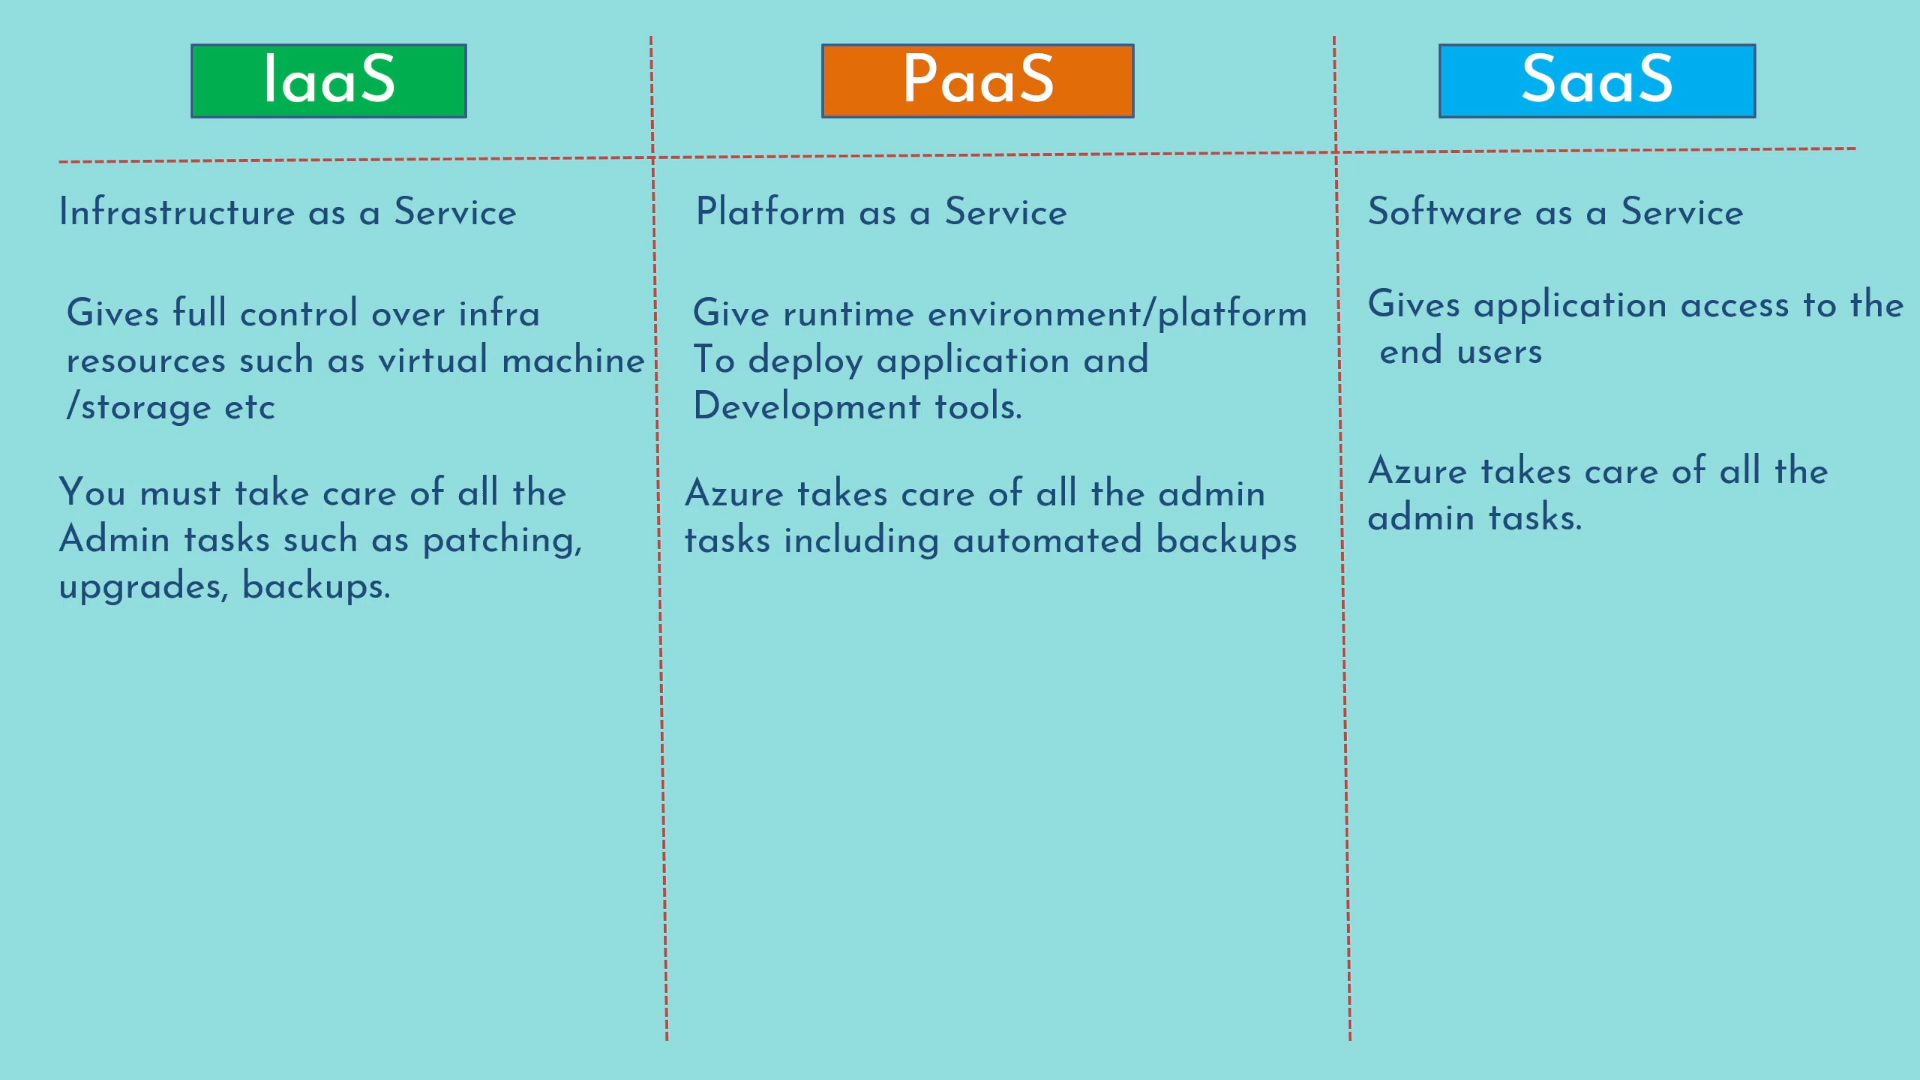 IaaS
PaaS
SaaS
Infrastructure as a Service
Gives full control over infra
resources such as virtual machine
/storage etc
You must take care of all the
Admin tasks such as patching,
upgrades, backups.
Platform as a Service
Give runtime environment/platform
To deploy application and
Development tools.
Azure takes care of all the admin
tasks including automated backups
Software as a Service
Gives application access to the
end users
Azure takes care of all the
admin tasks.